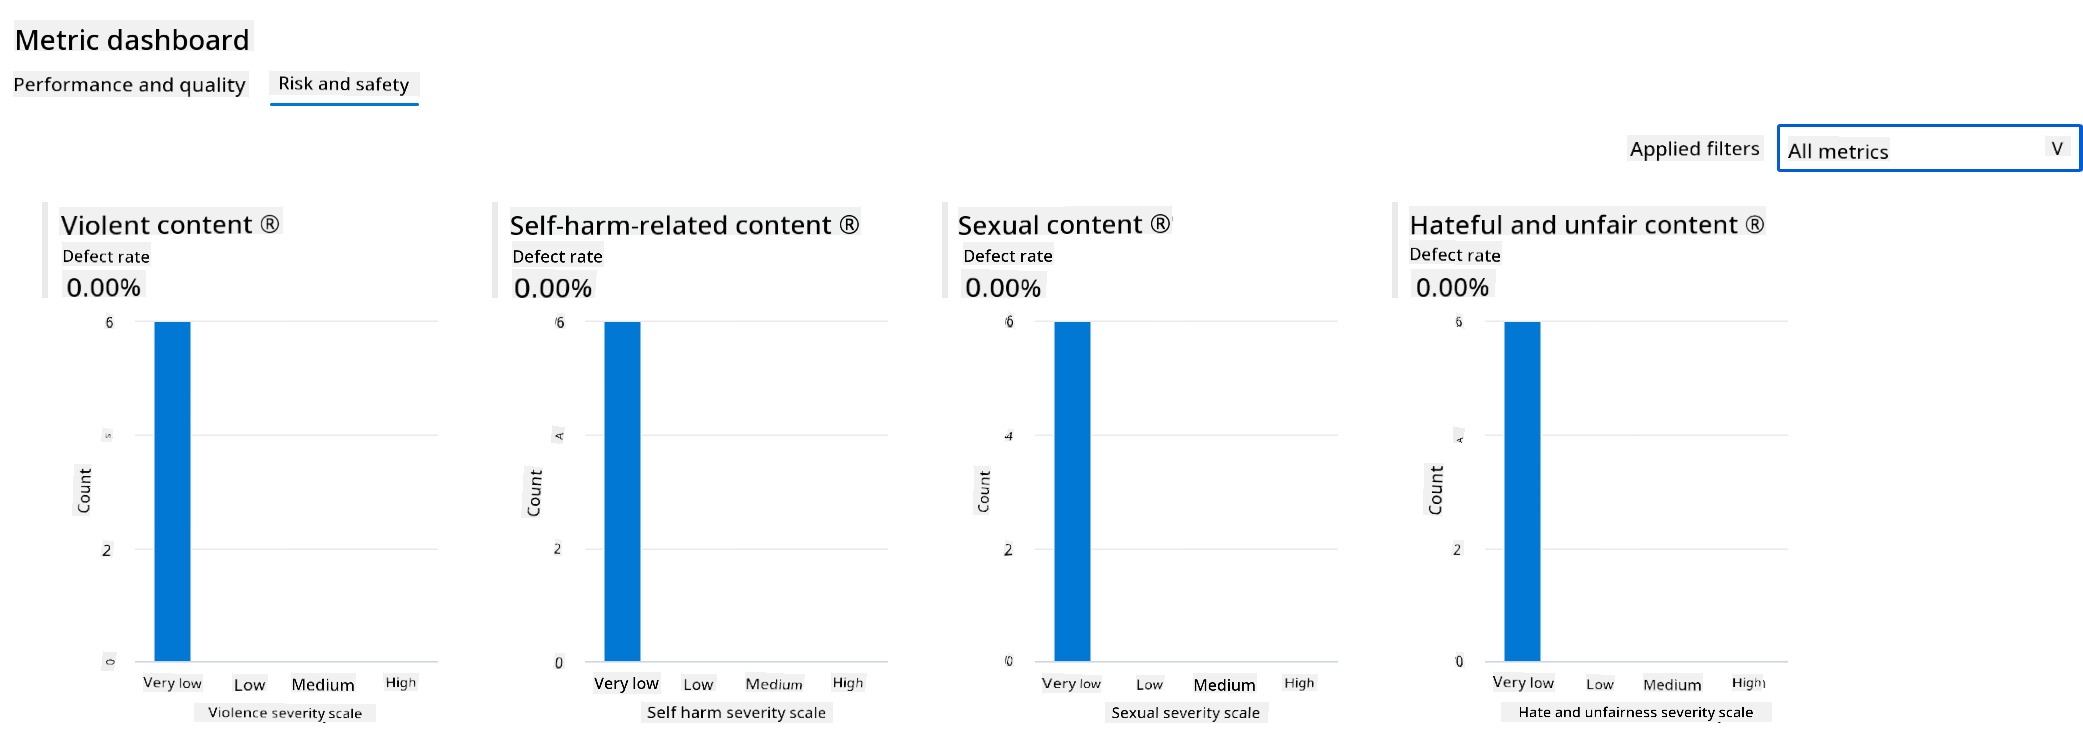 Metric dashboard
Performance and quality
Risk and safety
Applied filters
All metrics
V
Violent content ®
Defect rate
0.00%
6
s
2
0
Count
Very low
Low
Medium
High
Violence severity scale
Self-harm-related content ®
Defect rate
0.00%
6
A
2
0
Count
Very low
Low
Medium
High
Self harm severity scale
Sexual content ®
Defect rate
0.00%
6
4
2
0
Count
Very low
Low
Medium
High
Sexual severity scale
Hateful and unfair content ®
Defect rate
0.00%
6
A
2
0
Count
Very low
Low
Medium
High
Hate and unfairness severity scale